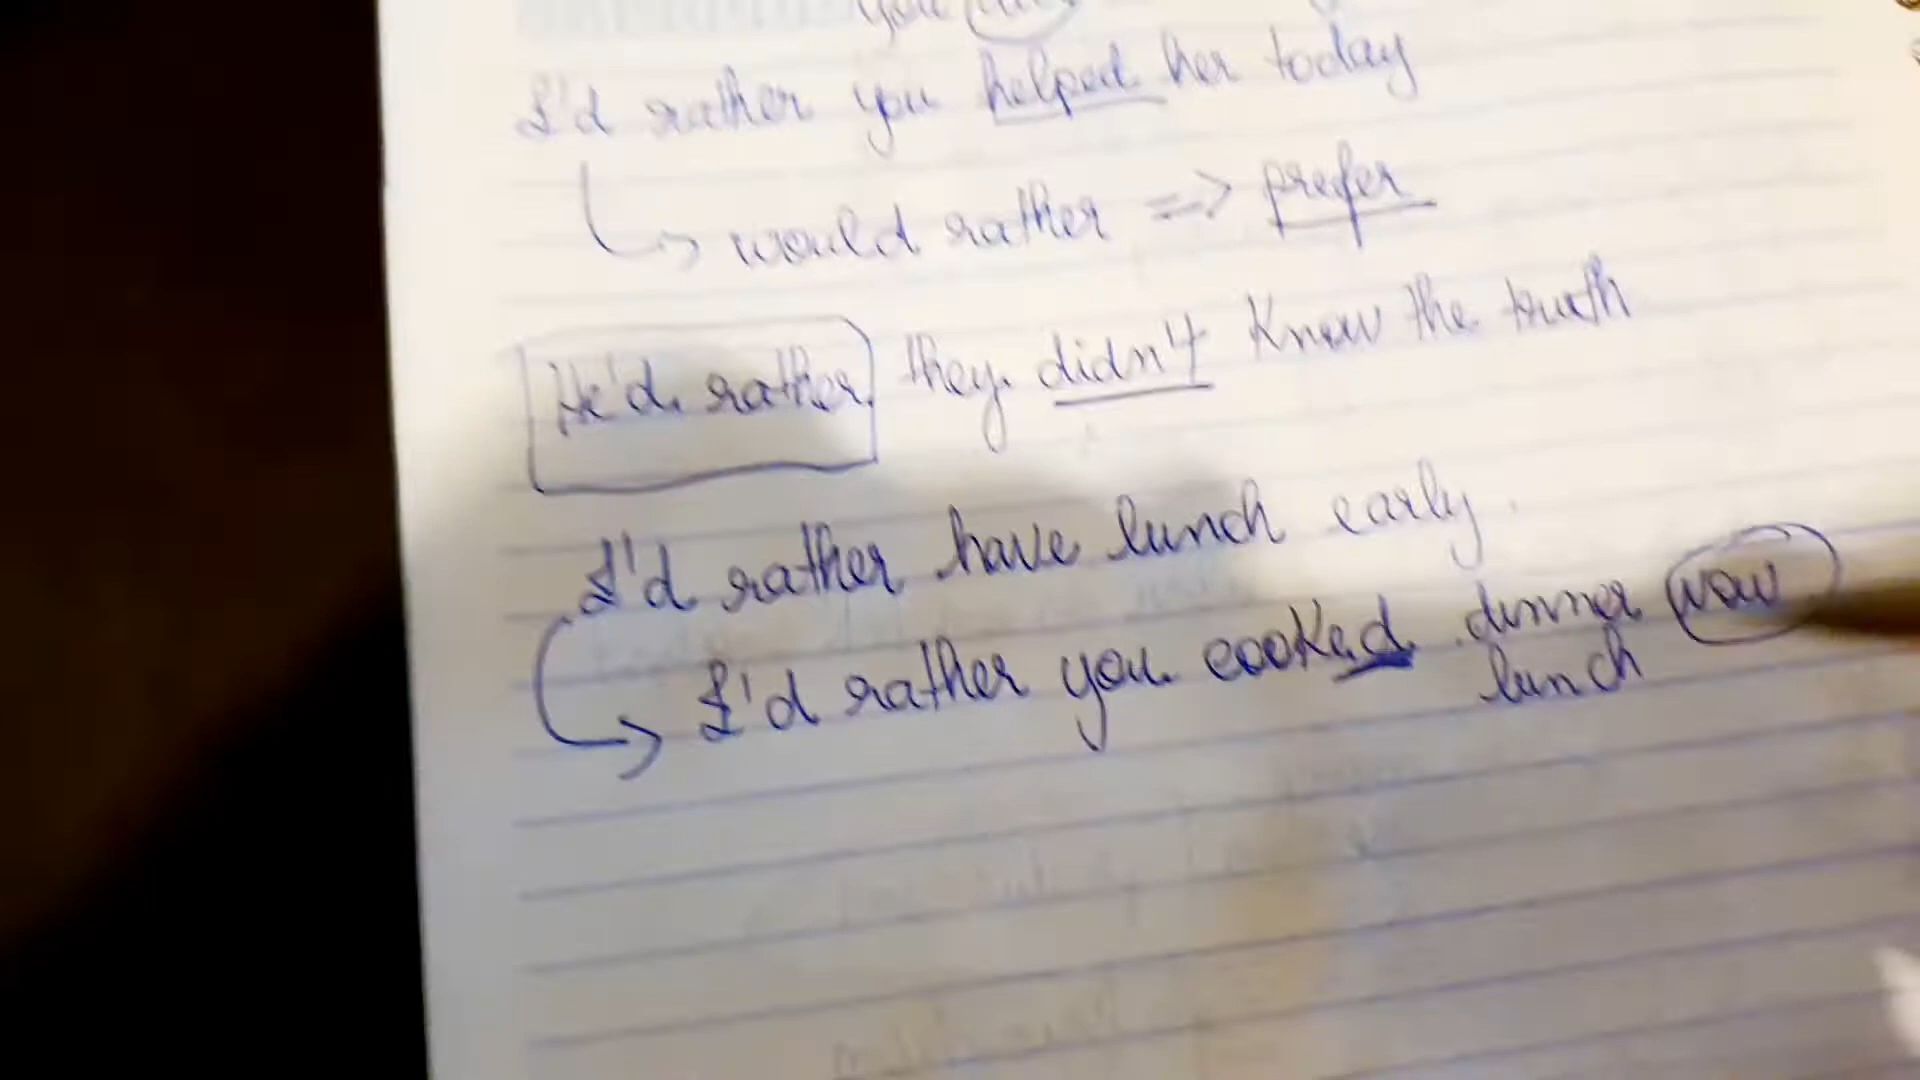 you
I'd rather you helped her today
↳ would rather => prefer
He'd rather they didn't know the truth
I'd rather have lunch early.
↳ I'd rather you cooked dinner now
lunch